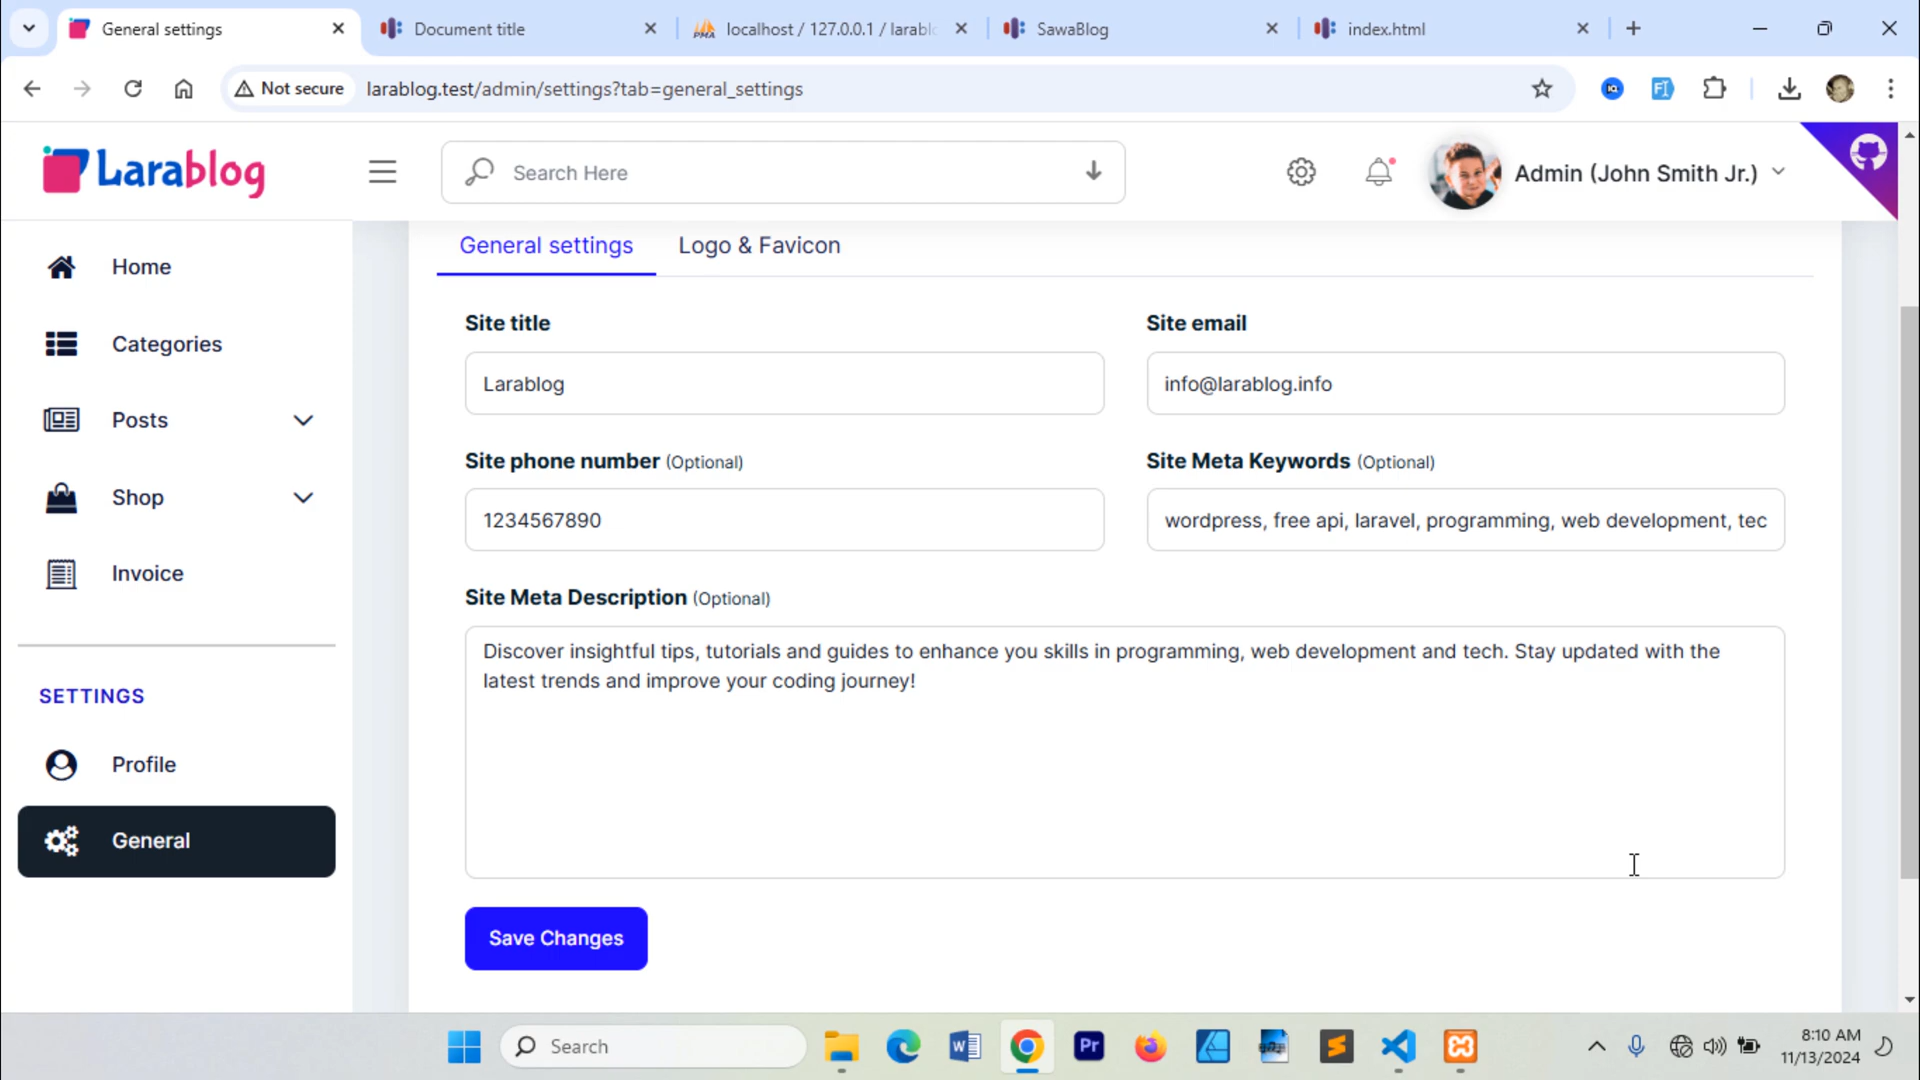 General settings
Document title
localhost / 127.0.0.1 / larablo
SawaBlog
index.html
Not secure
larablog.test/admin/settings?tab=general_settings
Larablog
Search Here
Admin (John Smith Jr.)
Home
Categories
Posts
Shop
Invoice
SETTINGS
Profile
General
General settings
Logo & Favicon
Site title
Site email
Larablog
info@larablog.info
Site phone number (Optional)
Site Meta Keywords (Optional)
1234567890
wordpress, free api, laravel, programming, web development, tec
Site Meta Description (Optional)
Discover insightful tips, tutorials and guides to enhance you skills in programming, web development and tech. Stay updated with the
latest trends and improve your coding journey!
Save Changes
Search
8:10 AM
11/13/2024